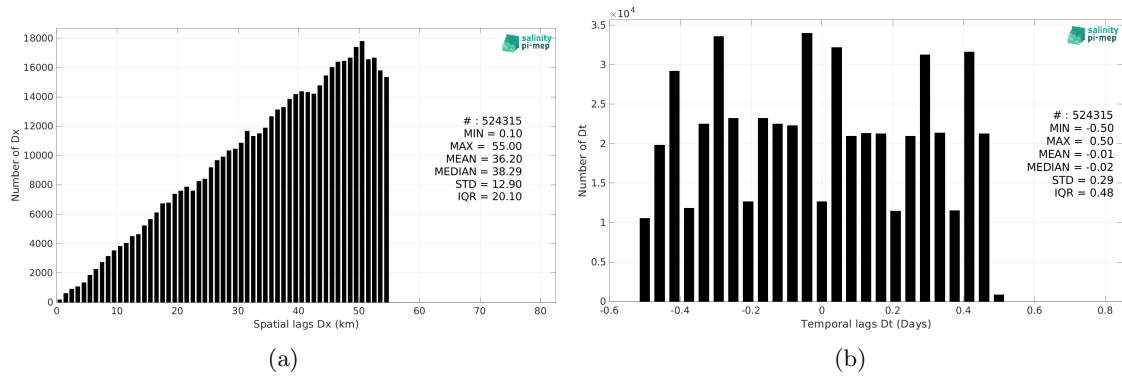 18000
16000
14000
12000
10000
8000
6000
4000
2000
0
Number of Dx
salinity
pi-mep
# : 524315
MIN = 0.10
MAX = 55.00
MEAN = 36.20
MEDIAN = 38.29
STD = 12.90
IQR = 20.10
0 10 20 30 40 50 60 70 80
Spatial lags Dx (km)
(a)
×10⁴
3.5
3
2.5
2
1.5
1
0.5
0
Number of Dt
salinity
pi-mep
# : 524315
MIN = -0.50
MAX = 0.50
MEAN = -0.01
MEDIAN = -0.02
STD = 0.29
IQR = 0.48
-0.6 -0.4 -0.2 0 0.2 0.4 0.6 0.8
Temporal lags Dt (Days)
(b)